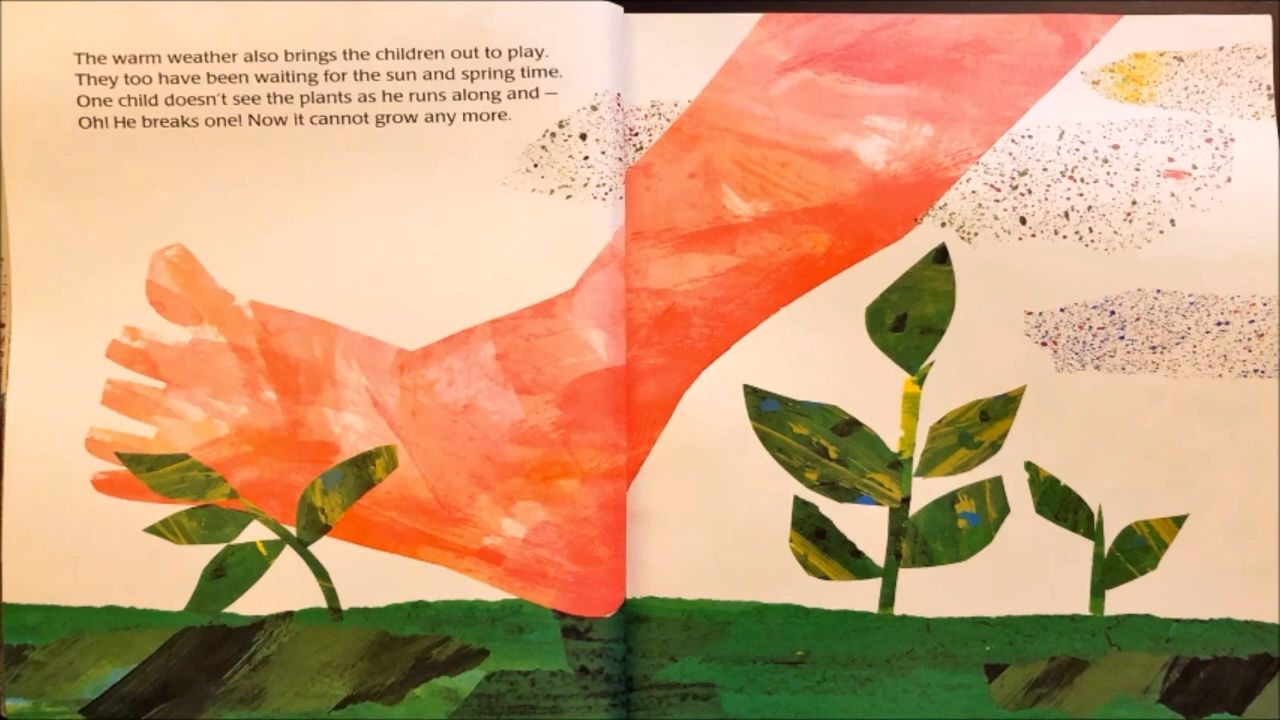 The warm weather also brings the children out to play.
They too have been waiting for the sun and spring time.
One child doesn't see the plants as he runs along and —
Oh! He breaks one! Now it cannot grow any more.